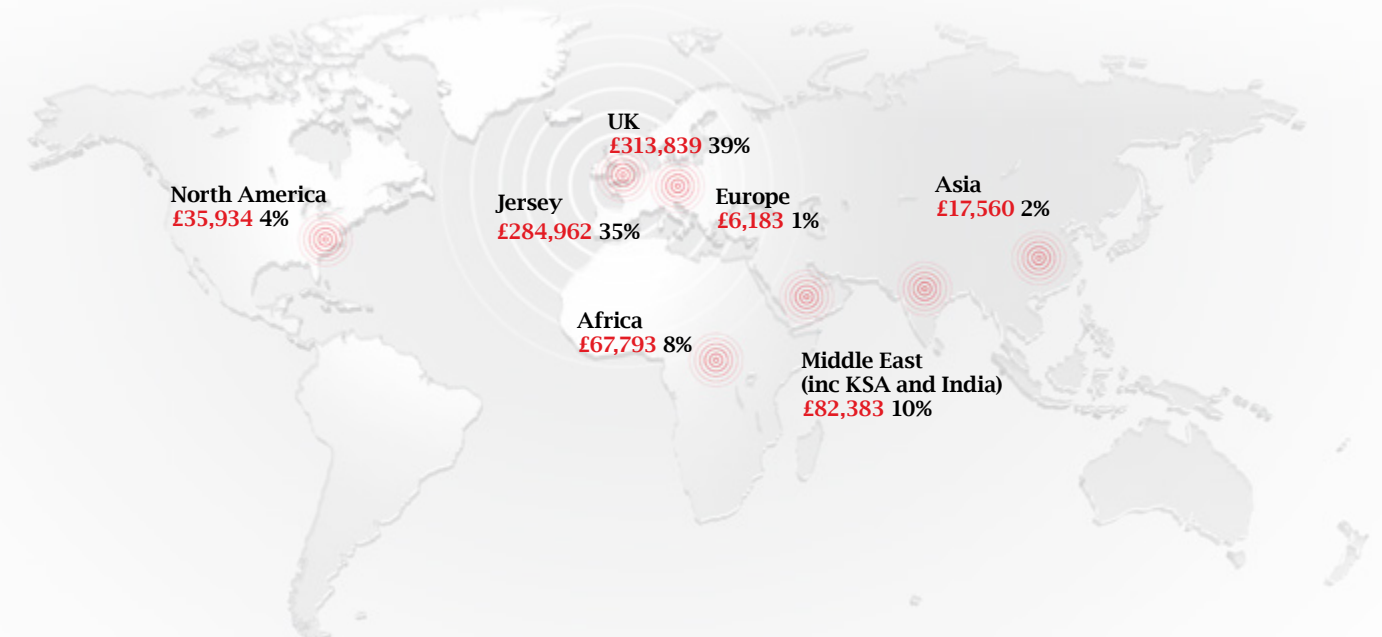 UK
£313,839 39%
North America
£35,934 4%
Jersey
£284,962 35%
Europe
£6,183 1%
Asia
£17,560 2%
Africa
£67,793 8%
Middle East
(inc KSA and India)
£82,383 10%